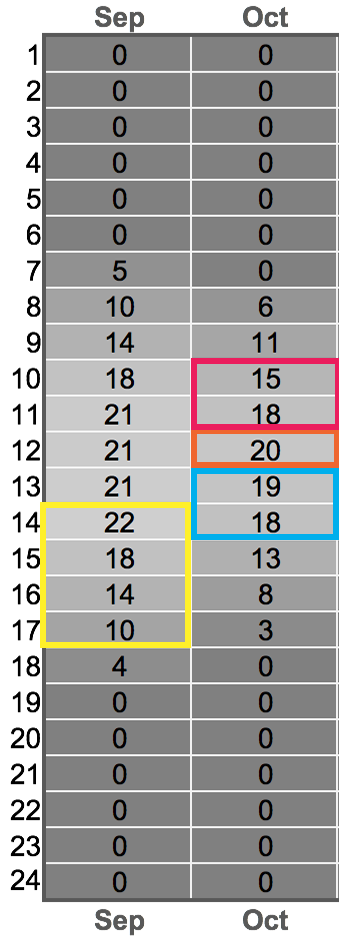 Sep Oct
1 0 0
2 0 0
3 0 0
4 0 0
5 0 0
6 0 0
7 5 0
8 10 6
9 14 11
10 18 15
11 21 18
12 21 20
13 21 19
14 22 18
15 18 13
16 14 8
17 10 3
18 4 0
19 0 0
20 0 0
21 0 0
22 0 0
23 0 0
24 0 0
Sep Oct